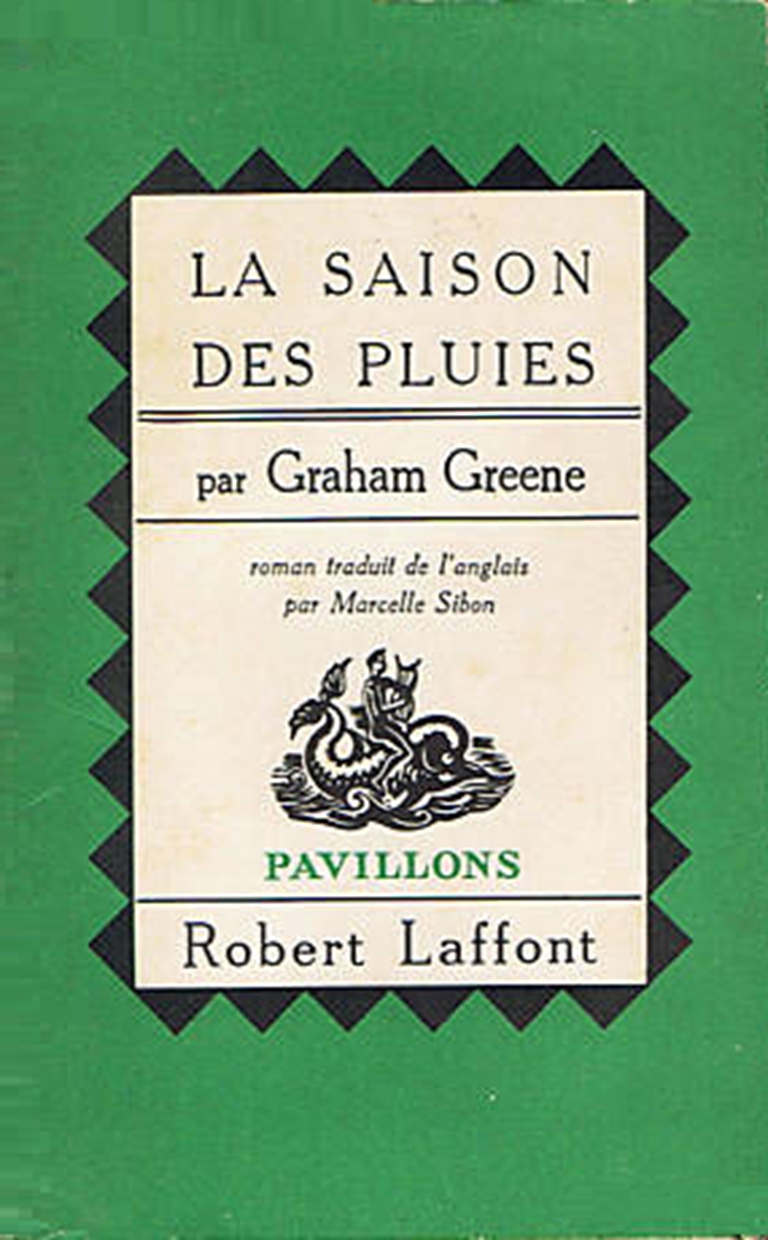 LA SAISON
DES PLUIES
par Graham Greene
roman traduit de l'anglais
par Marcelle Sibon
PAVILLONS
Robert Laffont